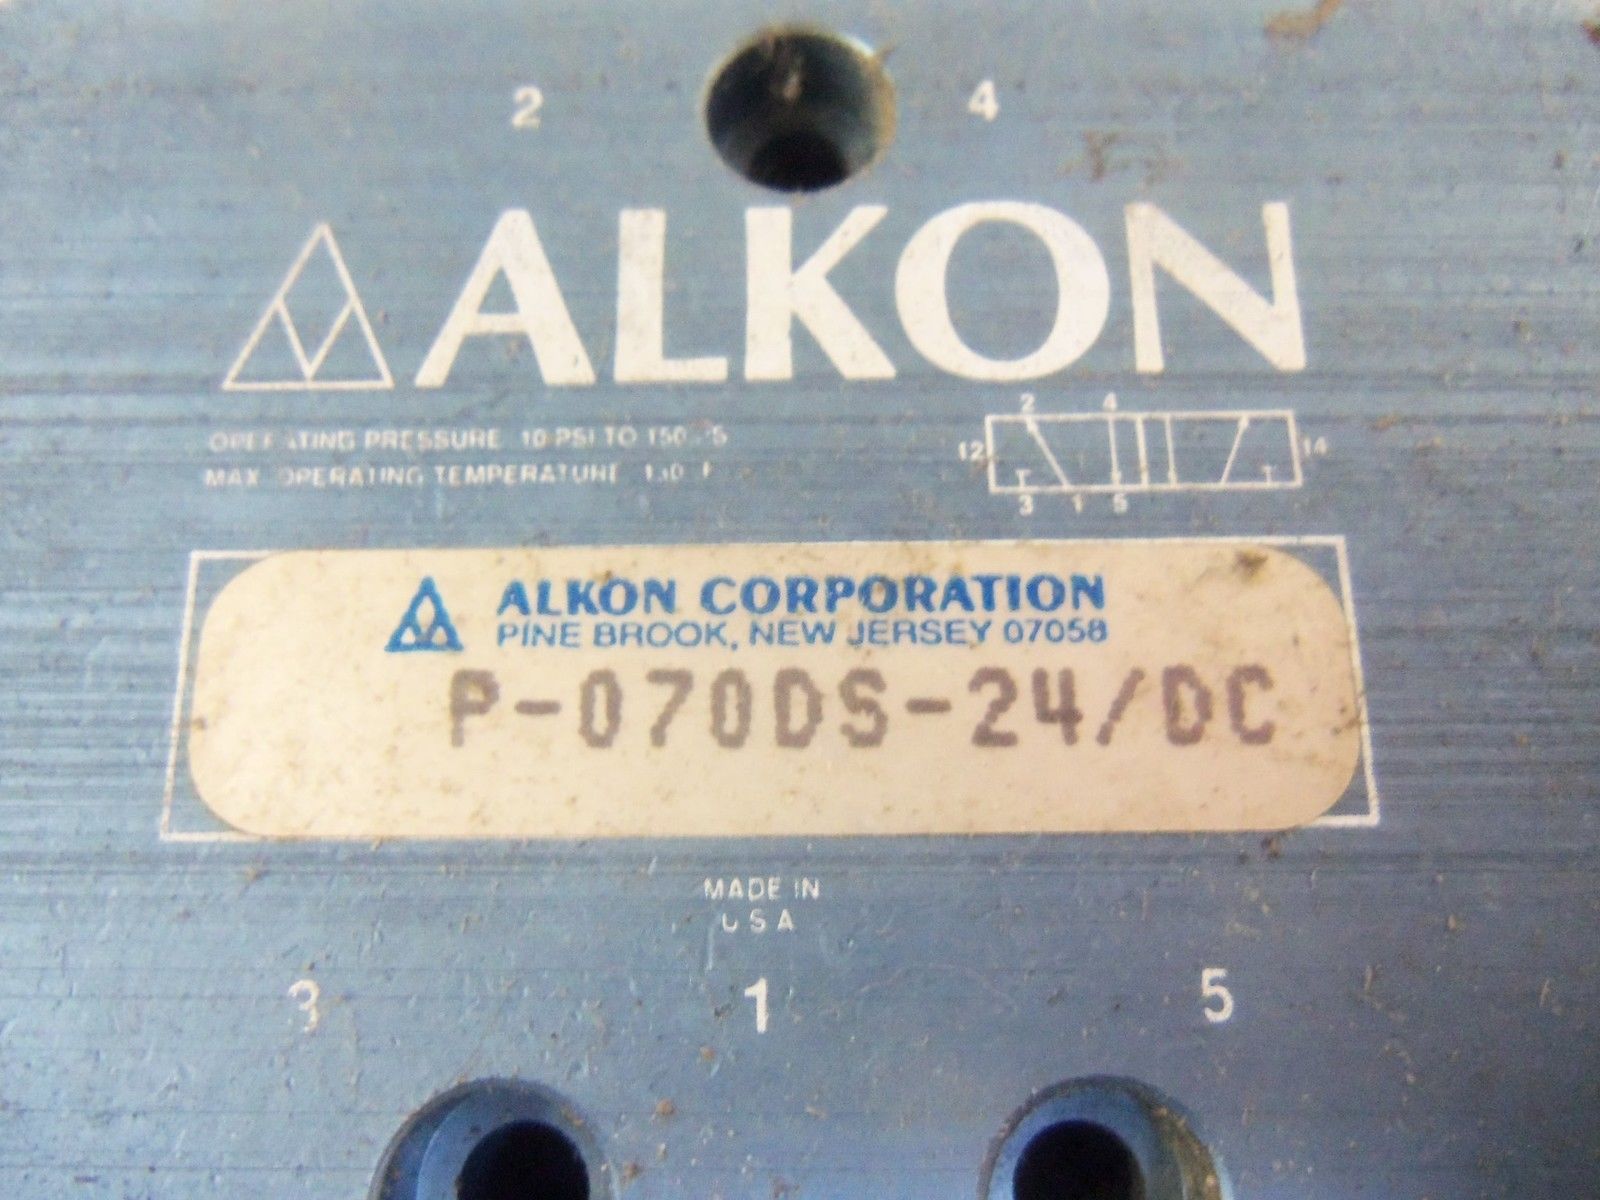 2 4
ALKON
OPERATING PRESSURE 10 PSI TO
MAX. OPERATING TEMPERATURE
2 4
12 14
3 1 5
ALKON CORPORATION
PINE BROOK, NEW JERSEY 07058
P-070DS-24/DC
MADE IN
USA
3 1 5